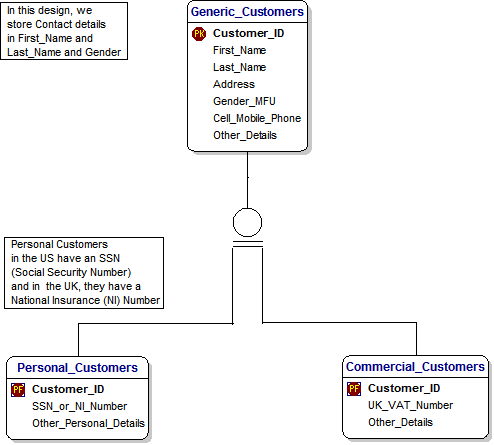 In this design, we
store Contact details
in First_Name and
Last_Name and Gender
Generic_Customers
PK Customer_ID
First_Name
Last_Name
Address
Gender_MFU
Cell_Mobile_Phone
Other_Details
Personal Customers
in the US have an SSN
(Social Security Number)
and in the UK, they have a
National Insurance (NI) Number
Personal_Customers
PF Customer_ID
SSN_or_NI_Number
Other_Personal_Details
Commercial_Customers
PF Customer_ID
UK_VAT_Number
Other_Details